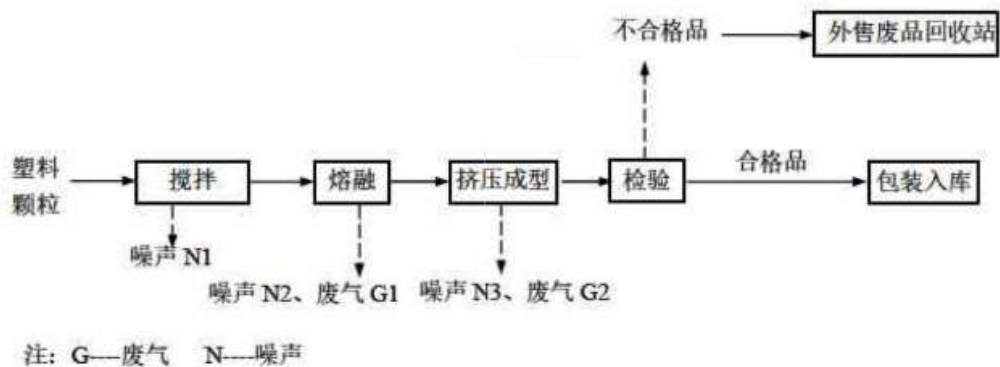 不合格品
外售废品回收站
塑料
颗粒
搅拌
熔融
挤压成型
检验
合格品
包装入库
噪声 N1
噪声 N2、废气 G1
噪声 N3、废气 G2
注：G----废气 N----噪声